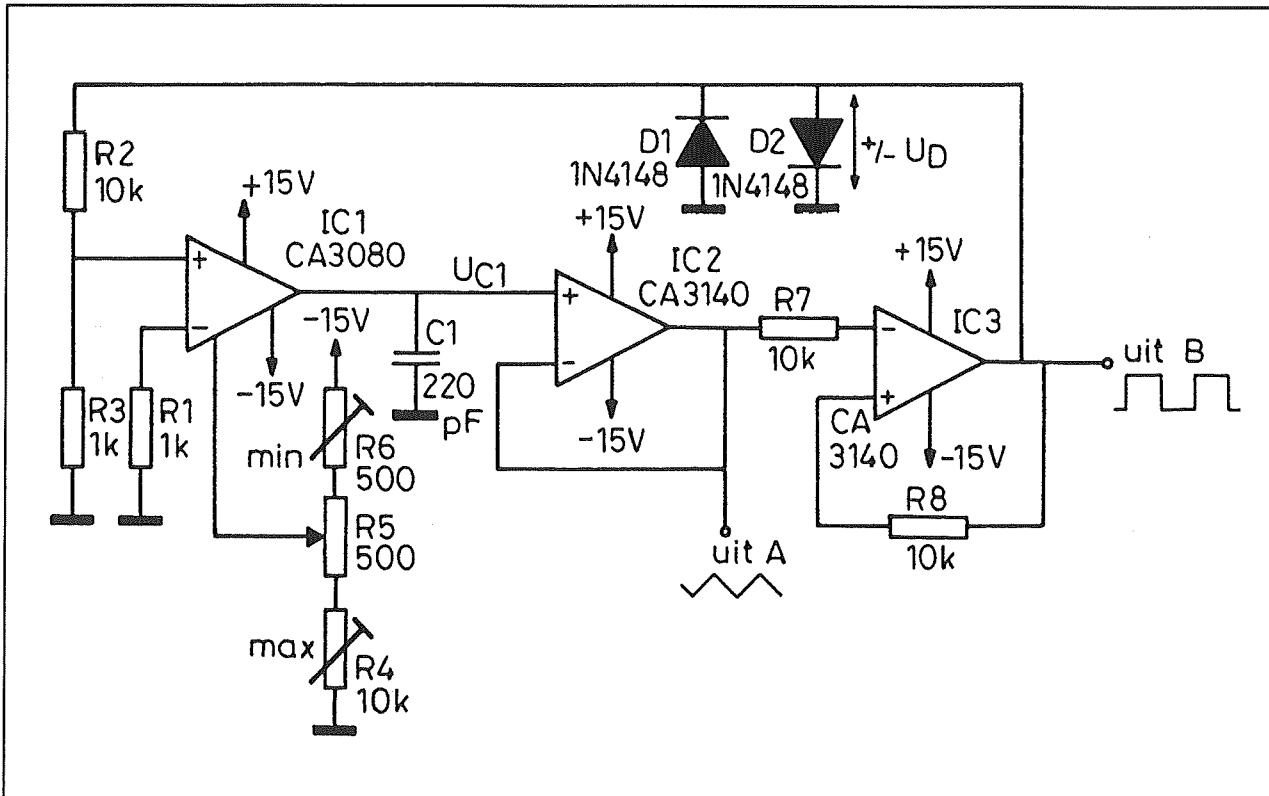 R2
10k
+15V
IC1
CA3080
+
−
−15V
R3
1k
R1
1k
−15V
min
R6
500
R5
500
max
R4
10k
UC1
C1
220
pF
+15V
IC2
CA3140
+
−
−15V
uit A
D1
1N4148
D2
1N4148
+/- UD
R7
10k
+15V
IC3
−
+
CA
3140
−15V
R8
10k
uit B